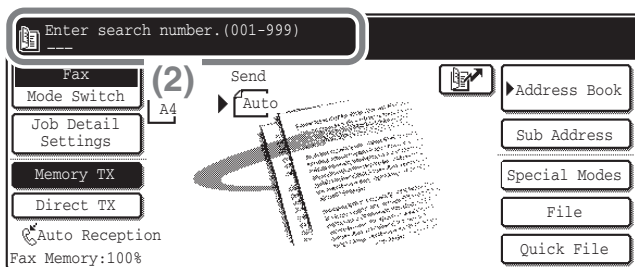 Enter search number.(001-999)
---
Fax
Mode Switch
(2)
A4
Send
Auto
Address Book
Job Detail
Settings
Sub Address
Memory TX
Special Modes
Direct TX
File
Auto Reception
Fax Memory:100%
Quick File